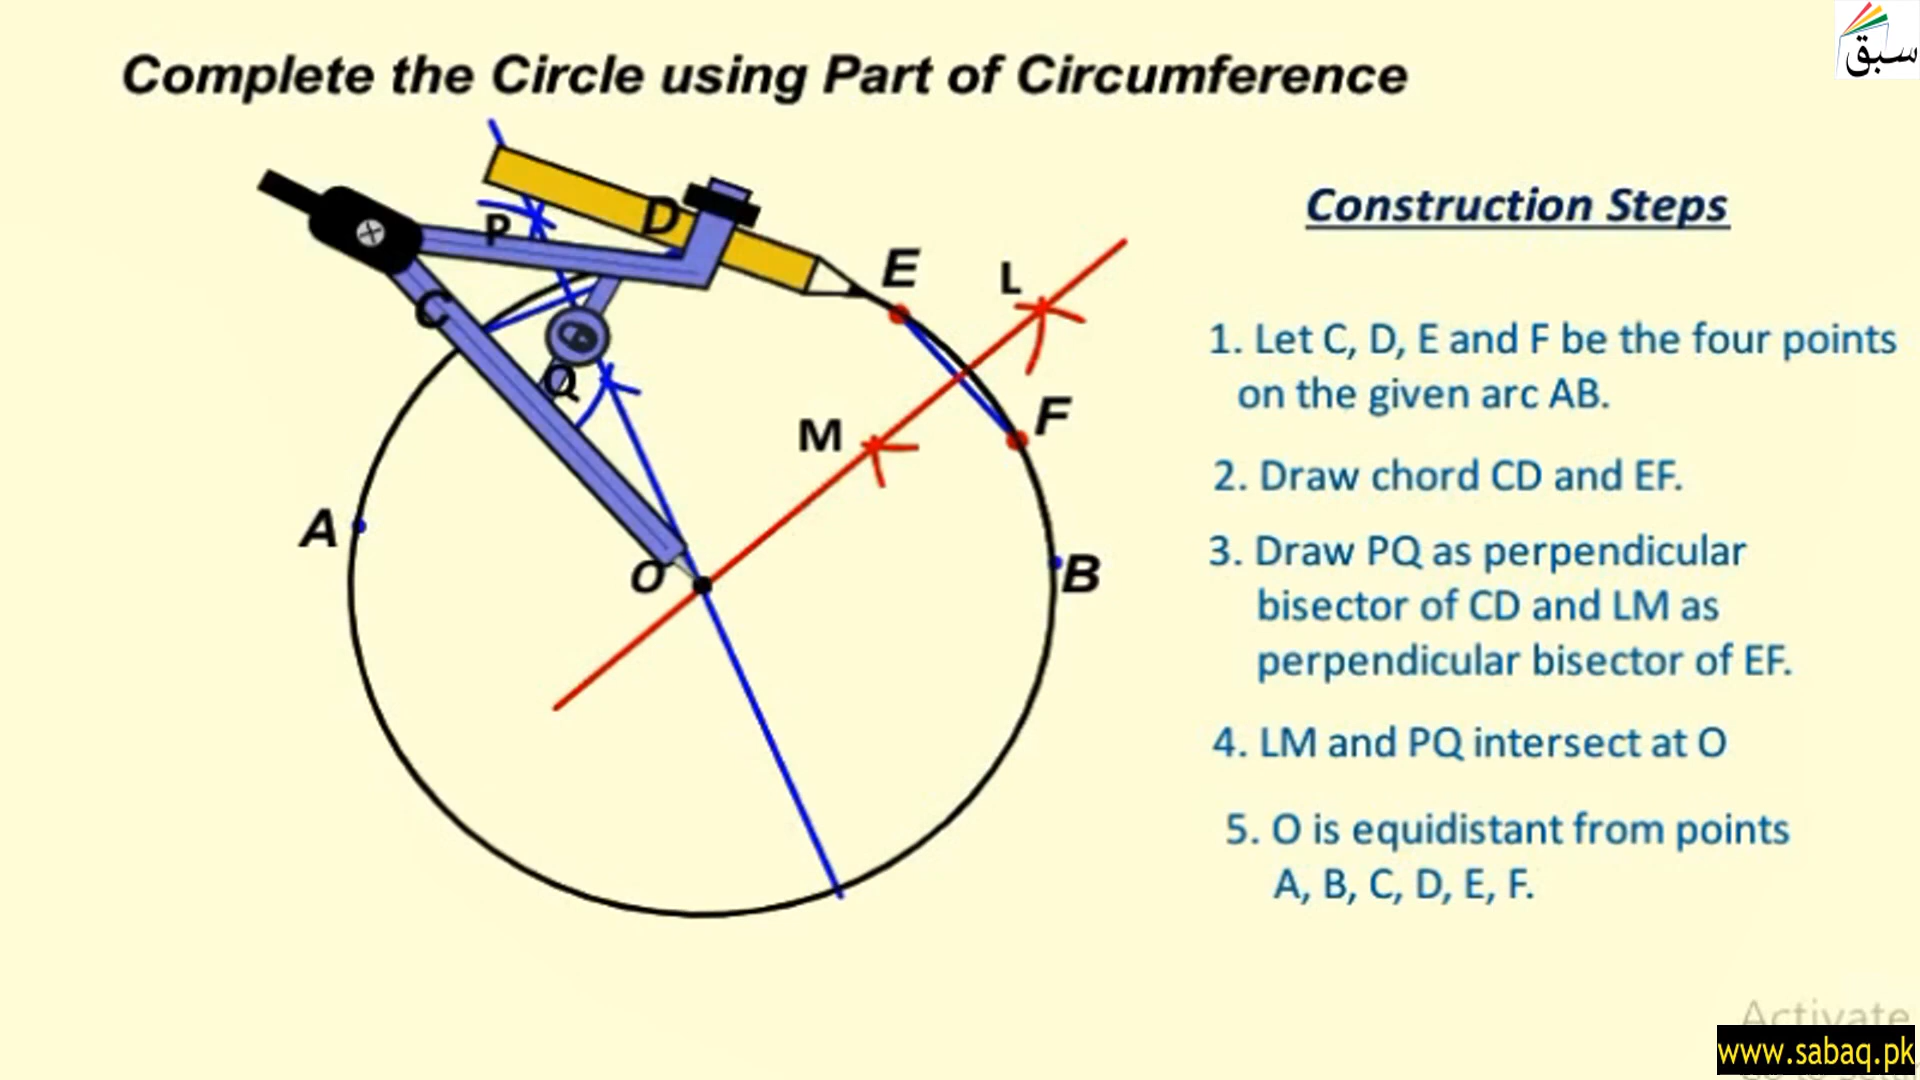 سبق
Complete the Circle using Part of Circumference
P
D
E
L
C
Q
M
F
A
O
B
Construction Steps
1. Let C, D, E and F be the four points
on the given arc AB.
2. Draw chord CD and EF.
3. Draw PQ as perpendicular
bisector of CD and LM as
perpendicular bisector of EF.
4. LM and PQ intersect at O
5. O is equidistant from points
A, B, C, D, E, F.
Activate
www.sabaq.pk